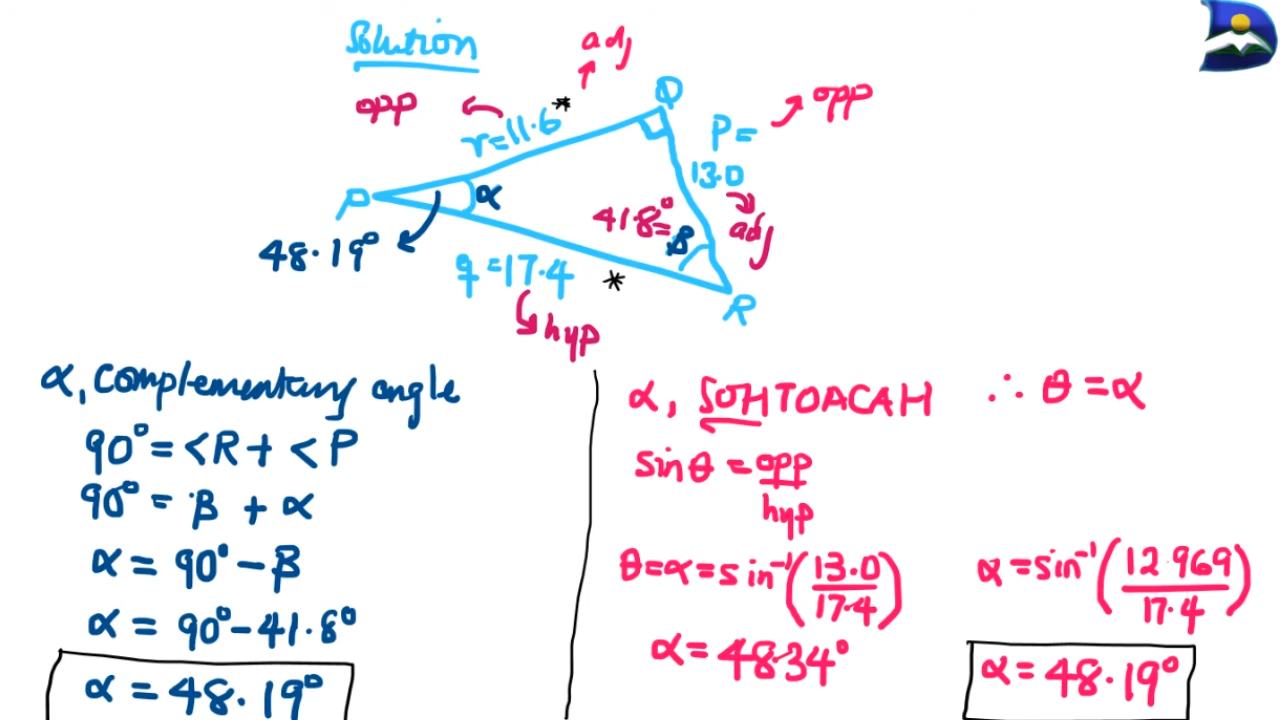 Solution
adj
opp
r=11.6*
Q
P=
opp
13.0
P
α
41.8°=
β
adj
48.19°
q=17.4
*
R
hyp
α, Complementary angle
90°=<R+<P
90°=β+α
α=90°-β
α=90°-41.8°
α=48.19°
α, SOHTOACAH ∴ θ=α
sinθ=opp
hyp
θ=α=sin⁻¹(13.0/17.4)
α=48.34°
α=sin⁻¹(12.969/17.4)
α=48.19°